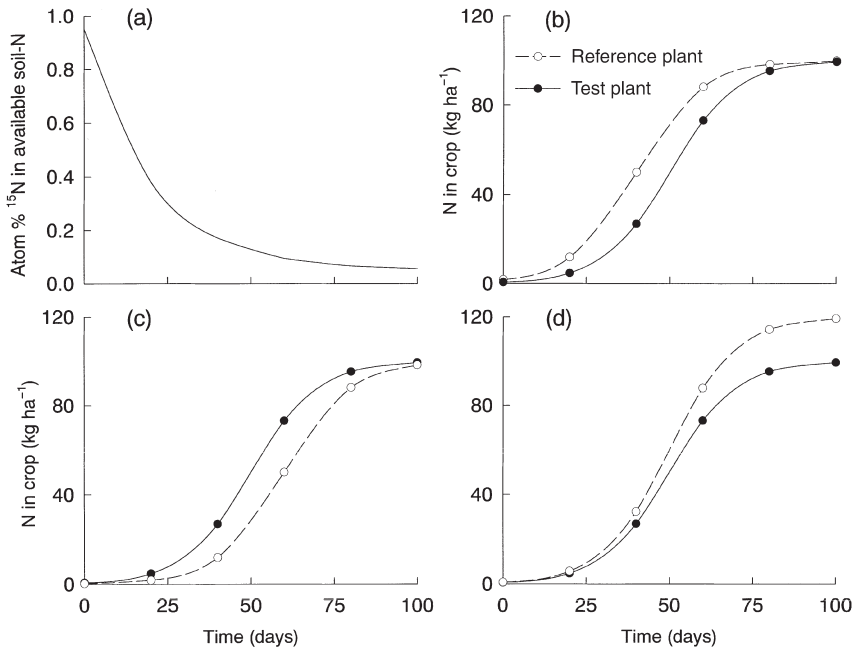 (a)
Atom % ¹⁵N in available soil-N
1.0
0.8
0.6
0.4
0.2
0.0
(b)
N in crop (kg ha⁻¹)
120
80
40
0
Reference plant
Test plant
(c)
N in crop (kg ha⁻¹)
120
80
40
0
0 25 50 75 100
Time (days)
(d)
120
80
40
0
0 25 50 75 100
Time (days)